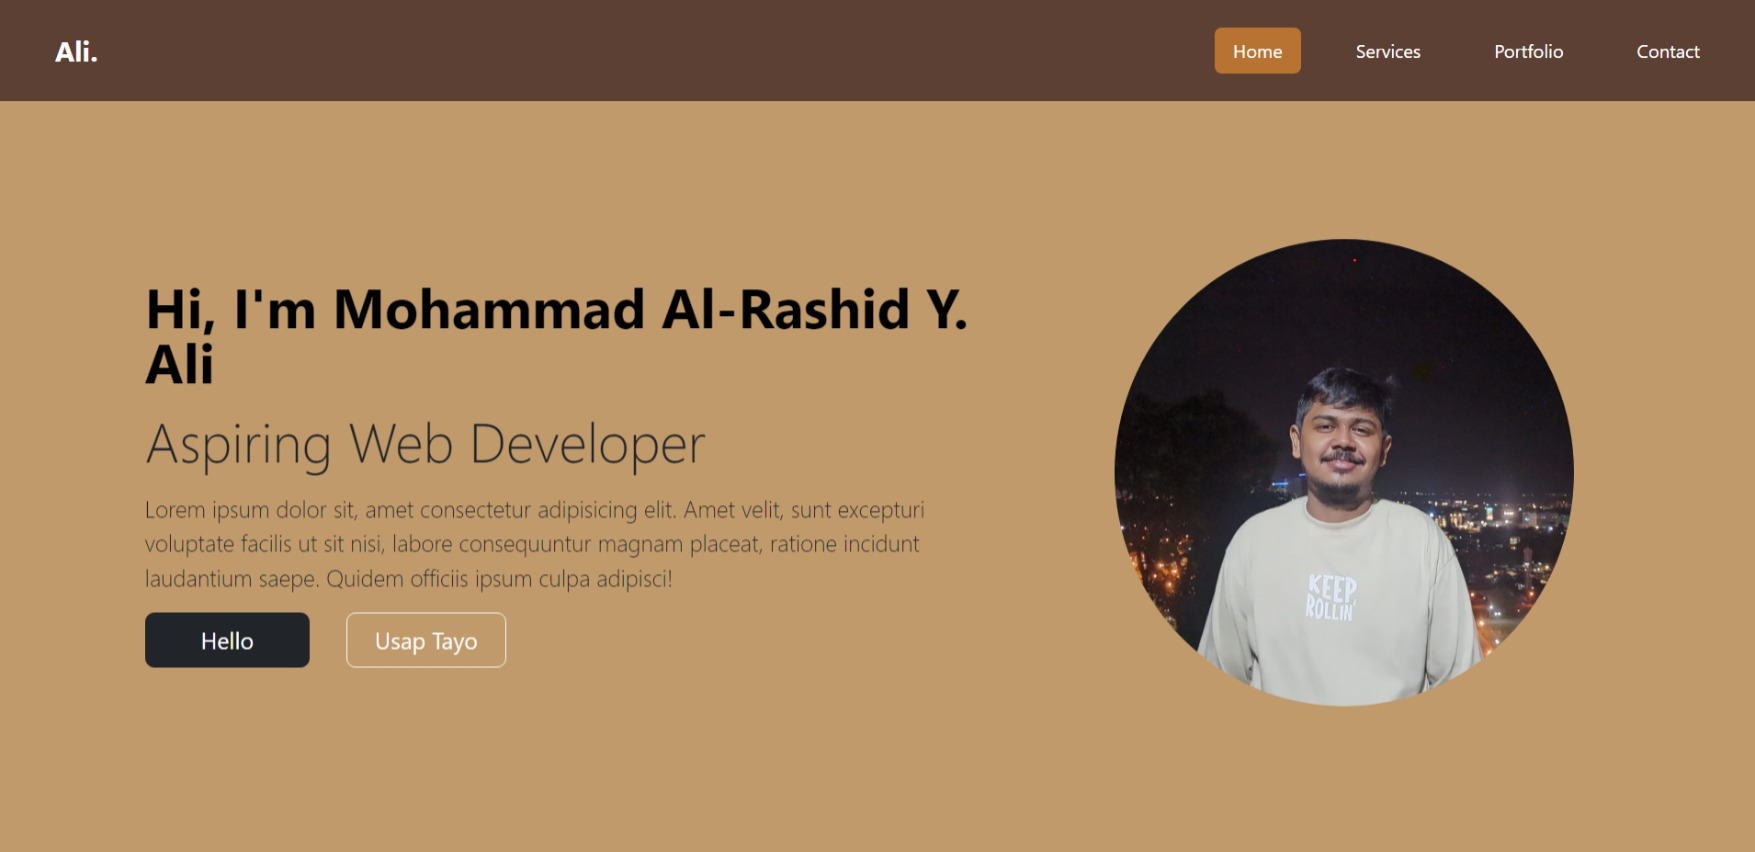 Ali.
Home
Services
Portfolio
Contact
Hi, I'm Mohammad Al-Rashid Y.
Ali
Aspiring Web Developer
Lorem ipsum dolor sit, amet consectetur adipisicing elit. Amet velit, sunt excepturi
voluptate facilis ut sit nisi, labore consequuntur magnam placeat, ratione incidunt
laudantium saepe. Quidem officiis ipsum culpa adipisci!
Hello
Usap Tayo
KEEP
ROLLIN'